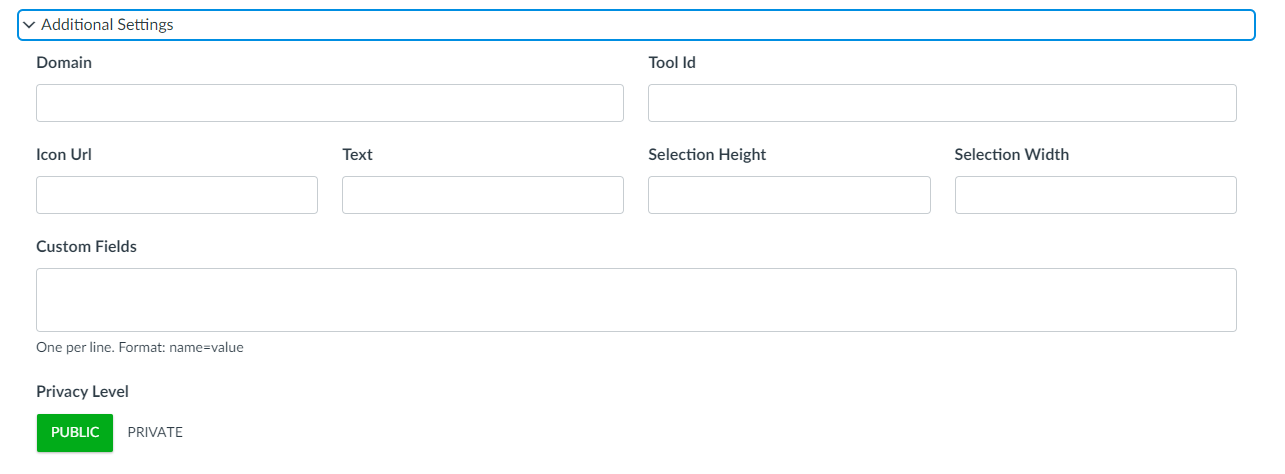 Additional Settings
Domain
Tool Id
Icon Url
Text
Selection Height
Selection Width
Custom Fields
One per line. Format: name=value
Privacy Level
PUBLIC
PRIVATE